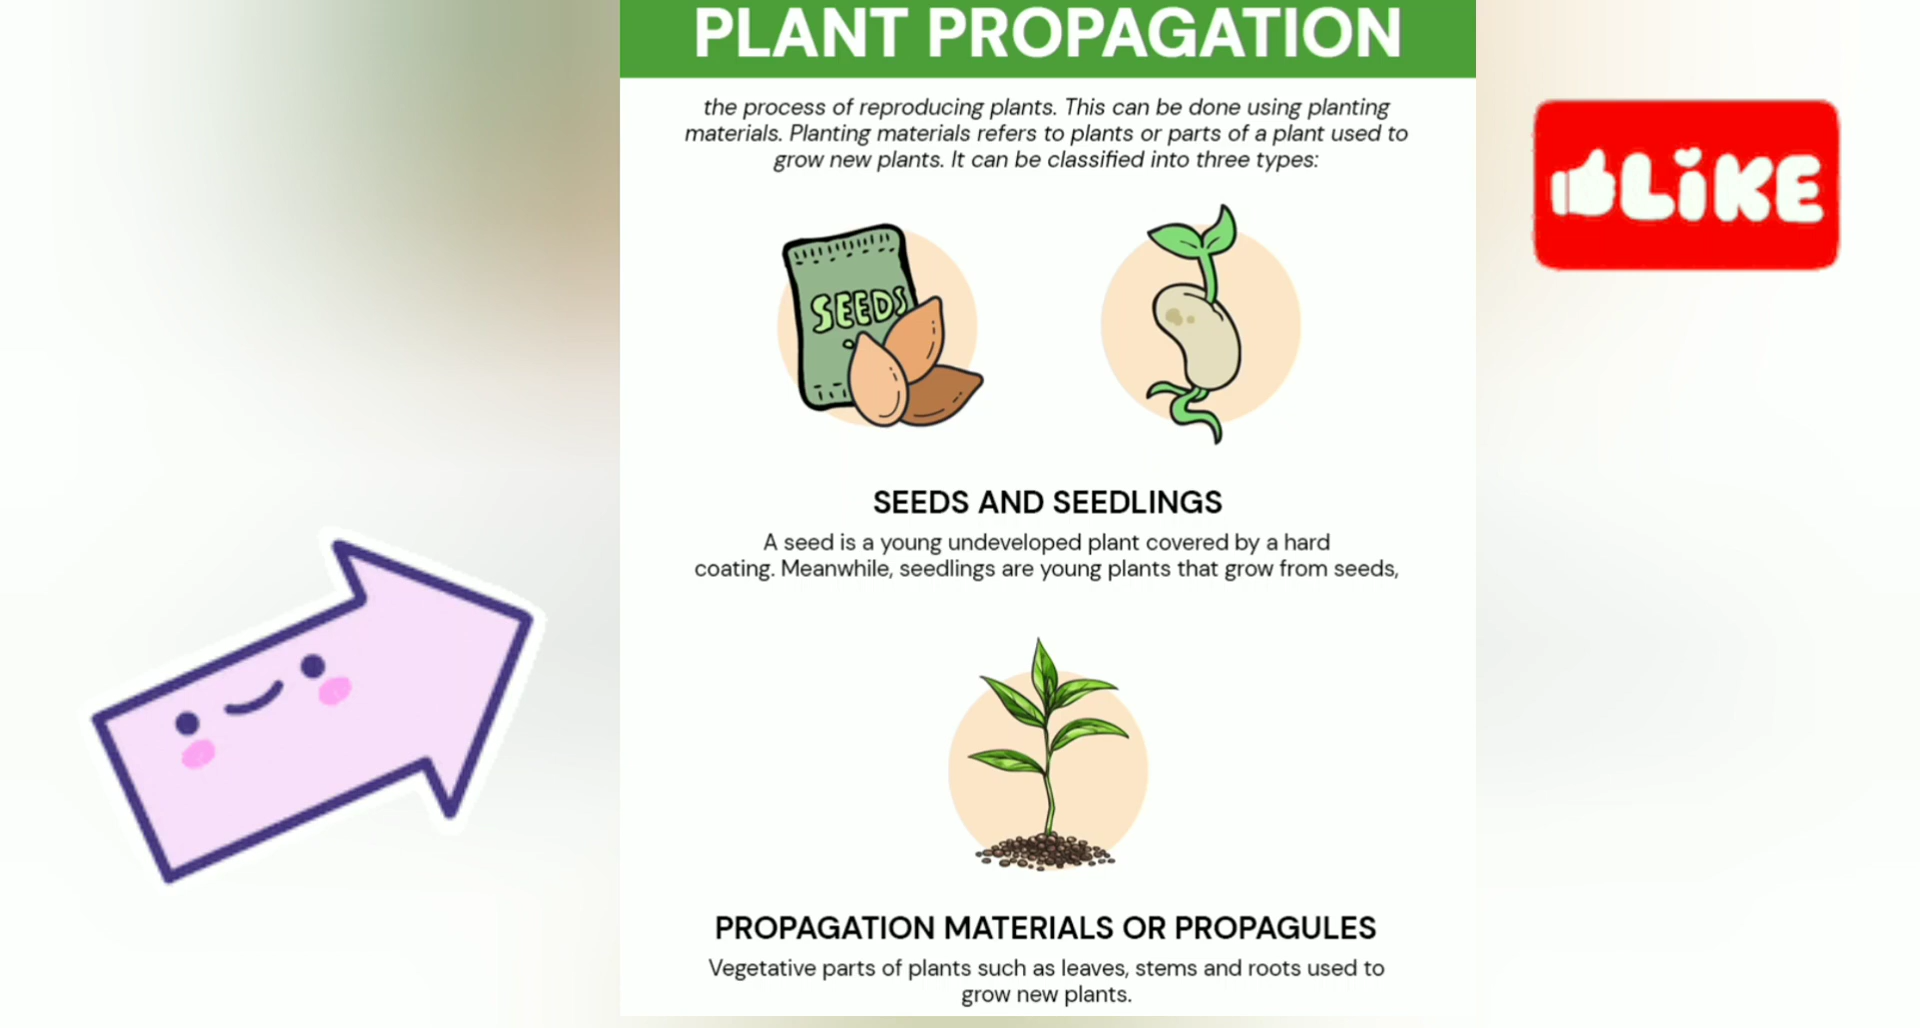 PLANT PROPAGATION
the process of reproducing plants. This can be done using planting
materials. Planting materials refers to plants or parts of a plant used to
grow new plants. It can be classified into three types:
LiKE
SEEDS
SEEDS AND SEEDLINGS
A seed is a young undeveloped plant covered by a hard
coating. Meanwhile, seedlings are young plants that grow from seeds,
PROPAGATION MATERIALS OR PROPAGULES
Vegetative parts of plants such as leaves, stems and roots used to
grow new plants.